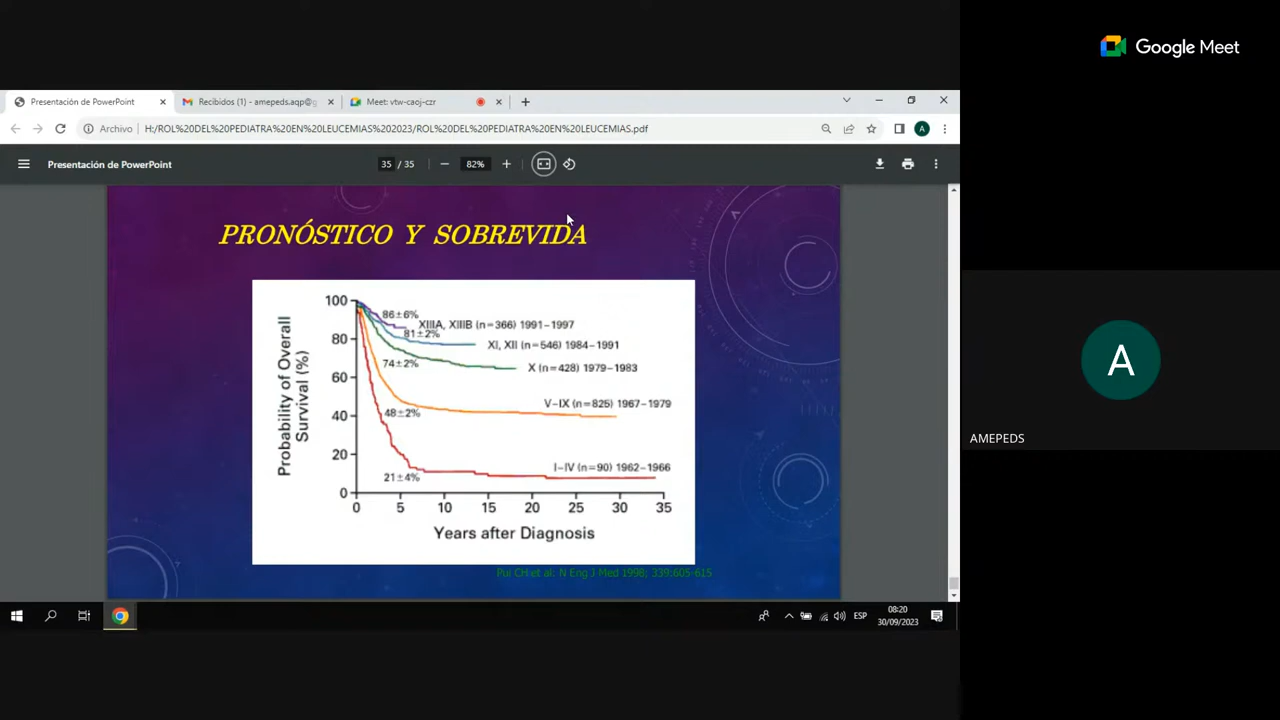 Google Meet
Presentación de PowerPoint
Recibidos (1) - amepeds.aqp@g
Meet: vtw-caoj-czr
Archivo
H:/ROL%20DEL%20PEDIATRA%20EN%20LEUCEMIAS%202023/ROL%20DEL%20PEDIATRA%20EN%20LEUCEMIAS.pdf
A
Presentación de PowerPoint
35 / 35
82%
PRONÓSTICO Y SOBREVIDA
Probability of Overall
Survival (%)
100
80
60
40
20
0
86±6%
XIIIA, XIIIB (n=366) 1991-1997
81±2%
XI, XII (n=546) 1984-1991
74±2%
X (n=428) 1979-1983
V-IX (n=825) 1967-1979
48±2%
I-IV (n=90) 1962-1966
21±4%
0 5 10 15 20 25 30 35
Years after Diagnosis
Pui CH et al: N Eng J Med 1998; 339:605-615
A
AMEPEDS
ESP
08:20
30/09/2023